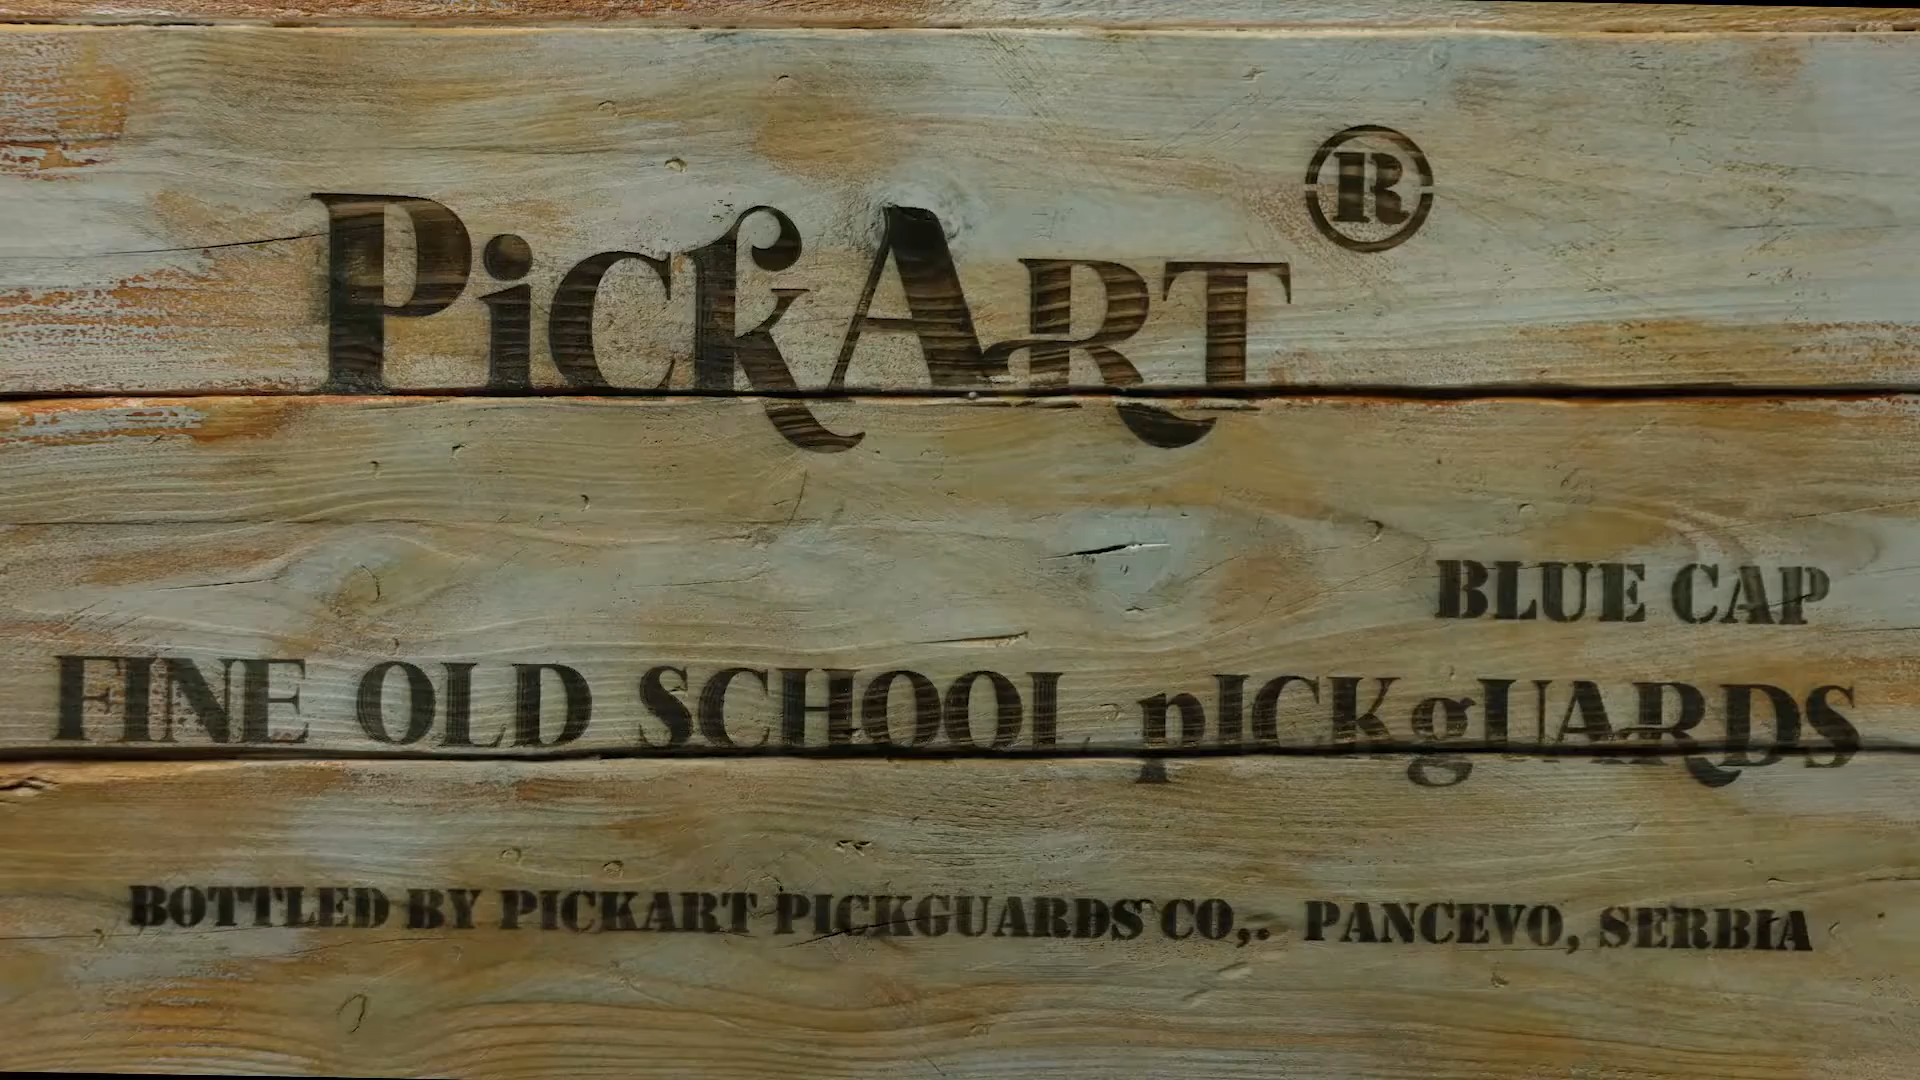 PickArt ®
BLUE CAP
FINE OLD SCHOOL pICKgUARDS
BOTTLED BY PICKART PICKGUARDS CO,. PANCEVO, SERBIA